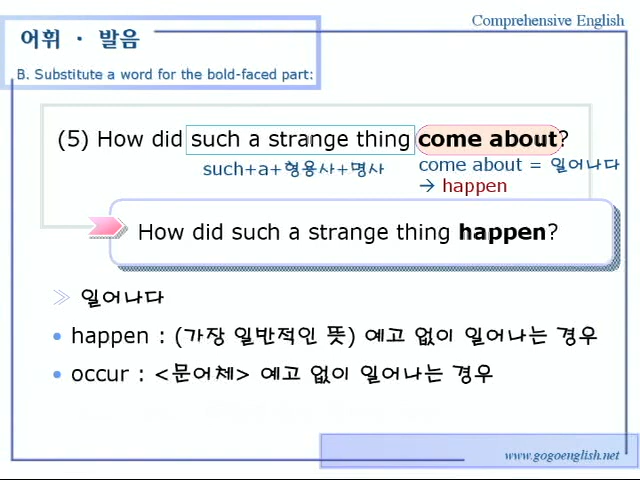 Comprehensive English
어휘 · 발음
B. Substitute a word for the bold-faced part:
(5) How did such a strange thing come about?
such+a+형용사+명사
come about = 일어나다
→ happen
How did such a strange thing happen?
≫ 일어나다
• happen : (가장 일반적인 뜻) 예고 없이 일어나는 경우
• occur : <문어체> 예고 없이 일어나는 경우
www.gogoenglish.net